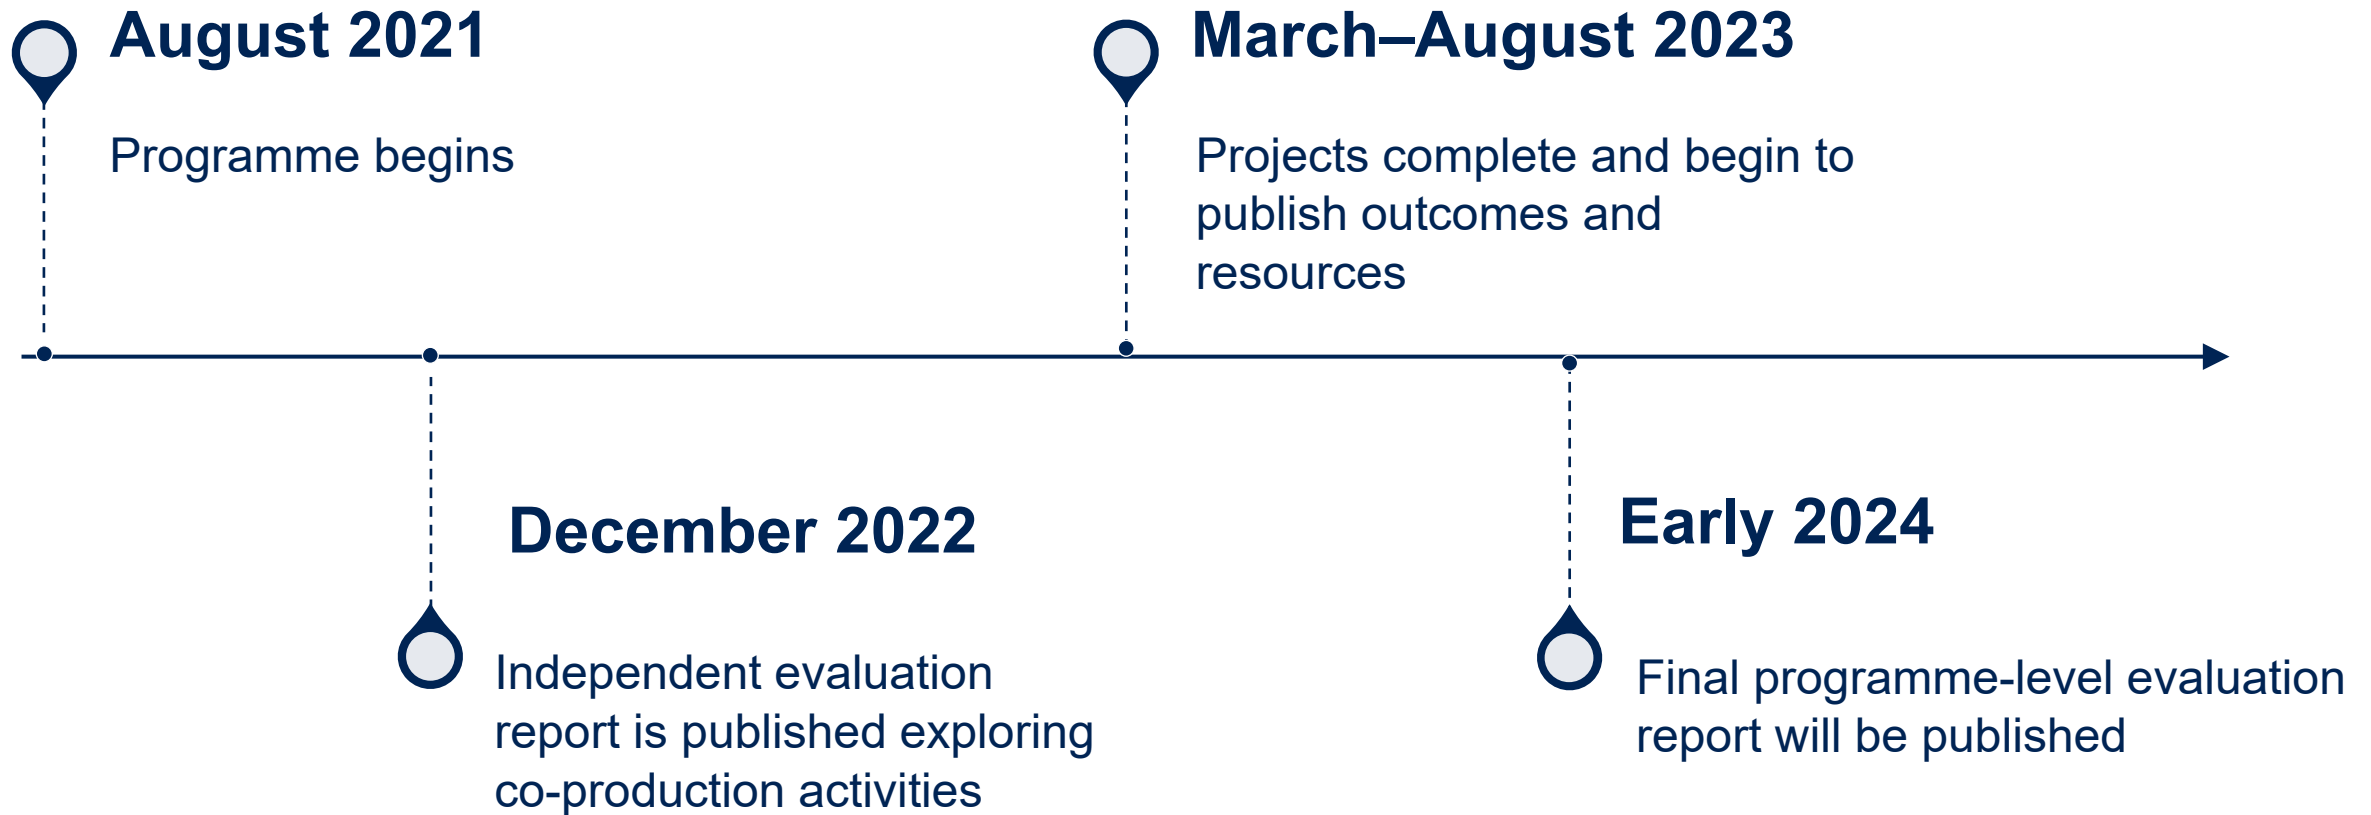 August 2021
Programme begins
December 2022
Independent evaluation
report is published exploring
co-production activities
March–August 2023
Projects complete and begin to
publish outcomes and
resources
Early 2024
Final programme-level evaluation
report will be published